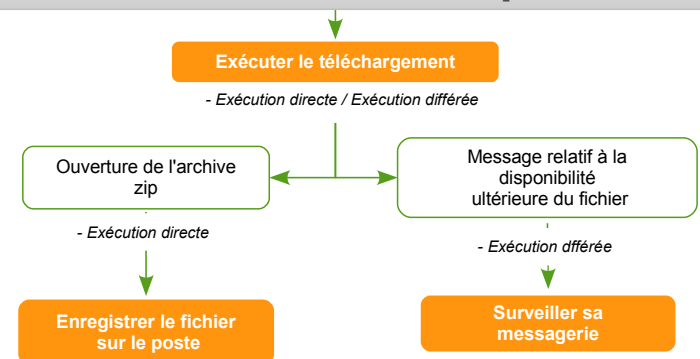 Exécuter le téléchargement
- Exécution directe / Exécution différée
Ouverture de l'archive
zip
Message relatif à la
disponibilité
ultérieure du fichier
- Exécution directe
- Exécution dfférée
Enregistrer le fichier
sur le poste
Surveiller sa
messagerie